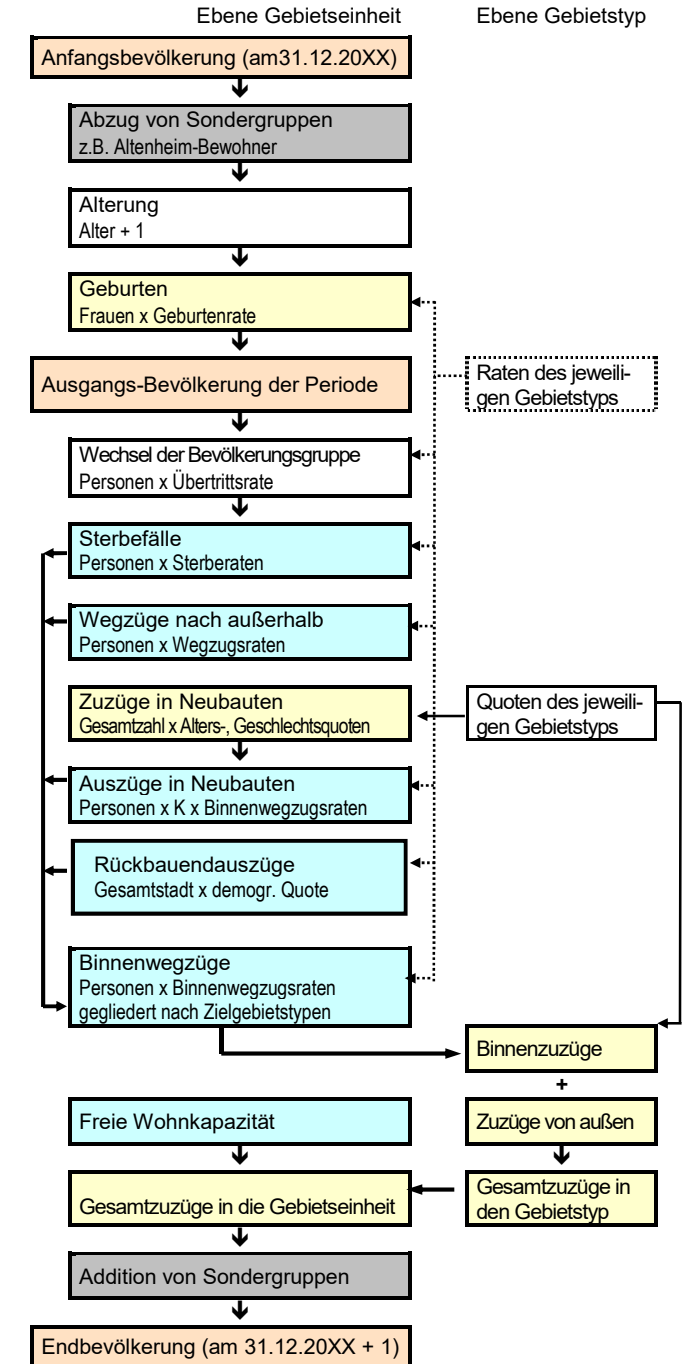 Ebene Gebietseinheit
Ebene Gebietstyp
Anfangsbevölkerung (am31.12.20XX)
Abzug von Sondergruppen
z.B. Altenheim-Bewohner
Alterung
Alter + 1
Geburten
Frauen x Geburtenrate
Ausgangs-Bevölkerung der Periode
Raten des jeweili-
gen Gebietstyps
Wechsel der Bevölkerungsgruppe
Personen x Übertrittsrate
Sterbefälle
Personen x Sterberaten
Wegzüge nach außerhalb
Personen x Wegzugsraten
Zuzüge in Neubauten
Gesamtzahl x Alters-, Geschlechtsquoten
Quoten des jeweili-
gen Gebietstyps
Auszüge in Neubauten
Personen x K x Binnenwegzugsraten
Rückbauendauszüge
Gesamtstadt x demogr. Quote
Binnenwegzüge
Personen x Binnenwegzugsraten
gegliedert nach Zielgebietstypen
Binnenzuzüge
+
Freie Wohnkapazität
Zuzüge von außen
Gesamtzuzüge in die Gebietseinheit
Gesamtzuzüge in
den Gebietstyp
Addition von Sondergruppen
Endbevölkerung (am 31.12.20XX + 1)